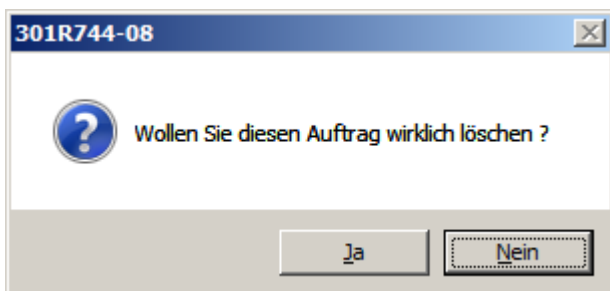 301R744-08
Wollen Sie diesen Auftrag wirklich löschen ?
Ja
Nein